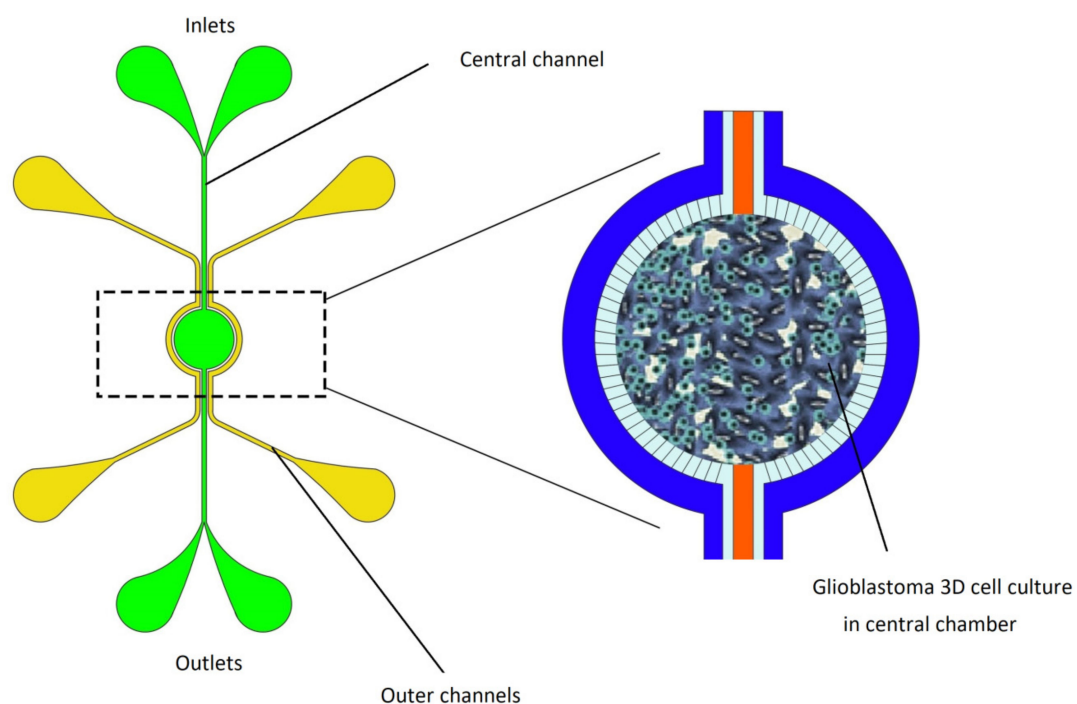 Inlets
Central channel
Glioblastoma 3D cell culture
in central chamber
Outlets
Outer channels